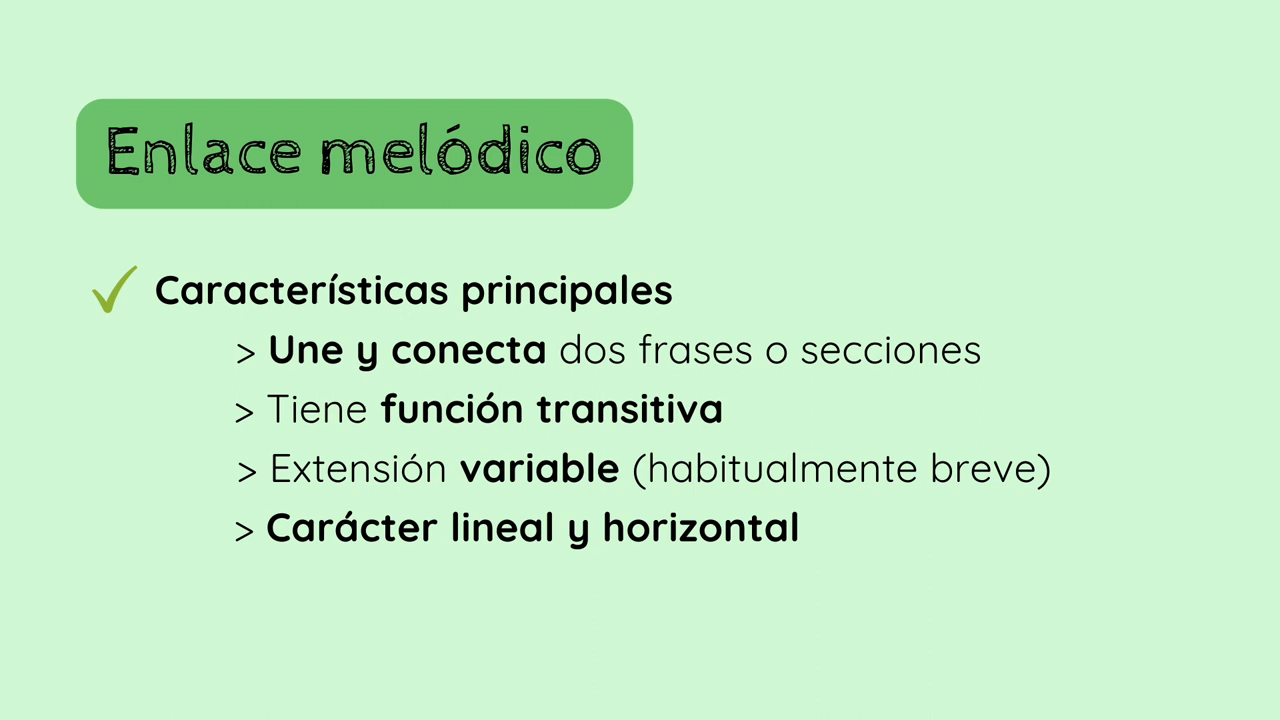 Enlace melódico
Características principales
> Une y conecta dos frases o secciones
> Tiene función transitiva
> Extensión variable (habitualmente breve)
> Carácter lineal y horizontal